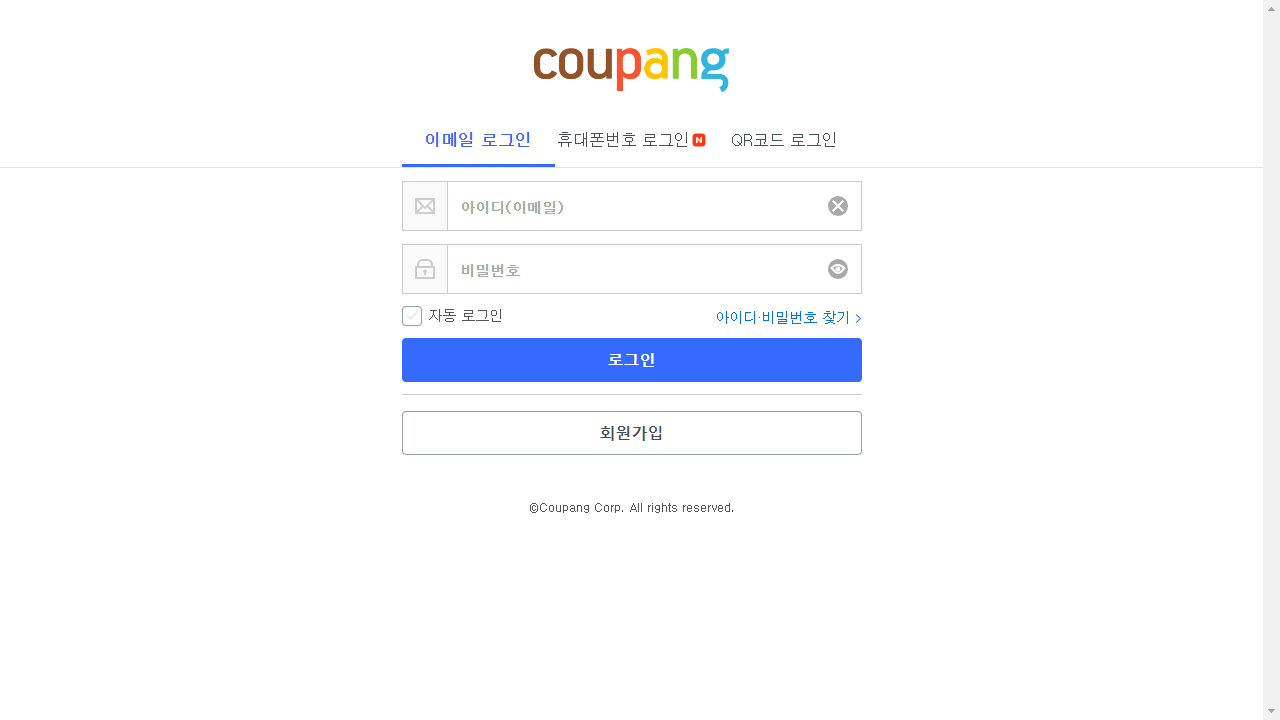 coupang
이메일 로그인
휴대폰번호 로그인 N
QR코드 로그인
아이디(이메일)
비밀번호
자동 로그인
아이디·비밀번호 찾기 >
로그인
회원가입
©Coupang Corp. All rights reserved.